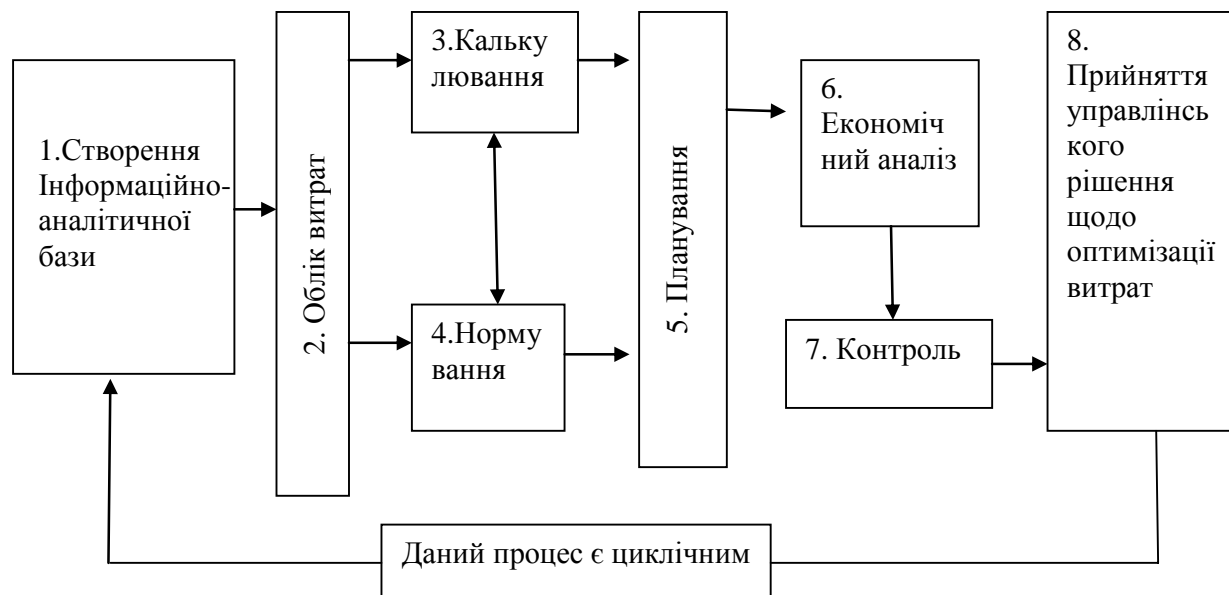 1.Створення
Інформаційно-
аналітичної
бази
2. Облік витрат
3.Кальку
лювання
4.Норму
вання
5. Планування
6.
Економіч
ний аналіз
7. Контроль
8.
Прийняття
управлінсь
кого
рішення
щодо
оптимізації
витрат
Даний процес є циклічним